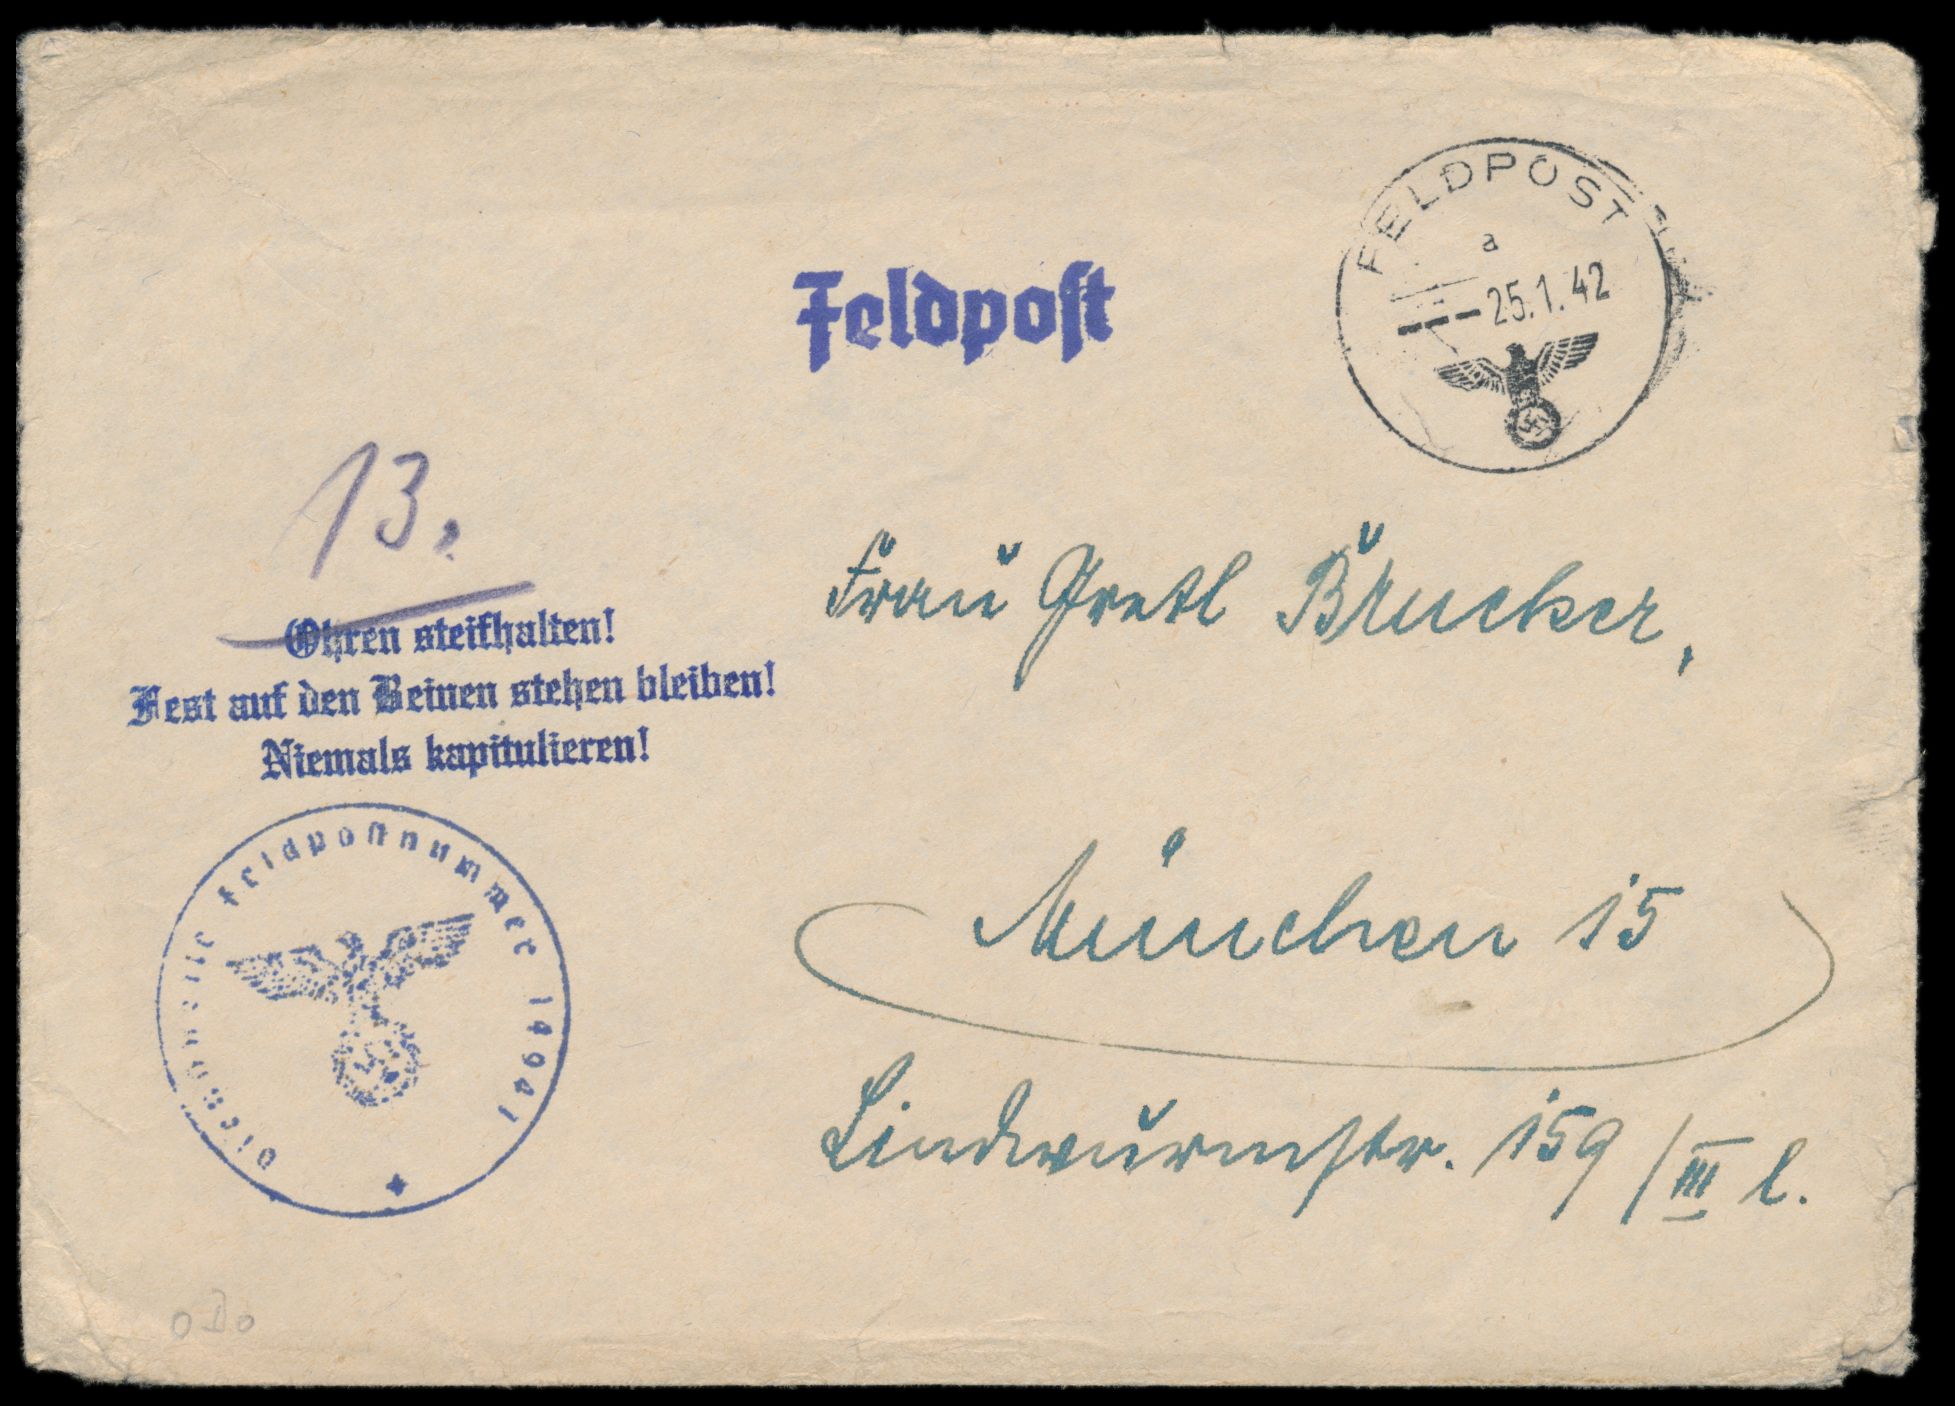 FELDPOST
a
25.1.42
Feldpost
13.
Ohren steifhalten!
Fest auf den Beinen stehen bleiben!
Niemals kapitulieren!
Dienststelle Feldpostnummer 14941
Frau Gretl Brucker,
München 15
Lindwurmstr. 159/III l.